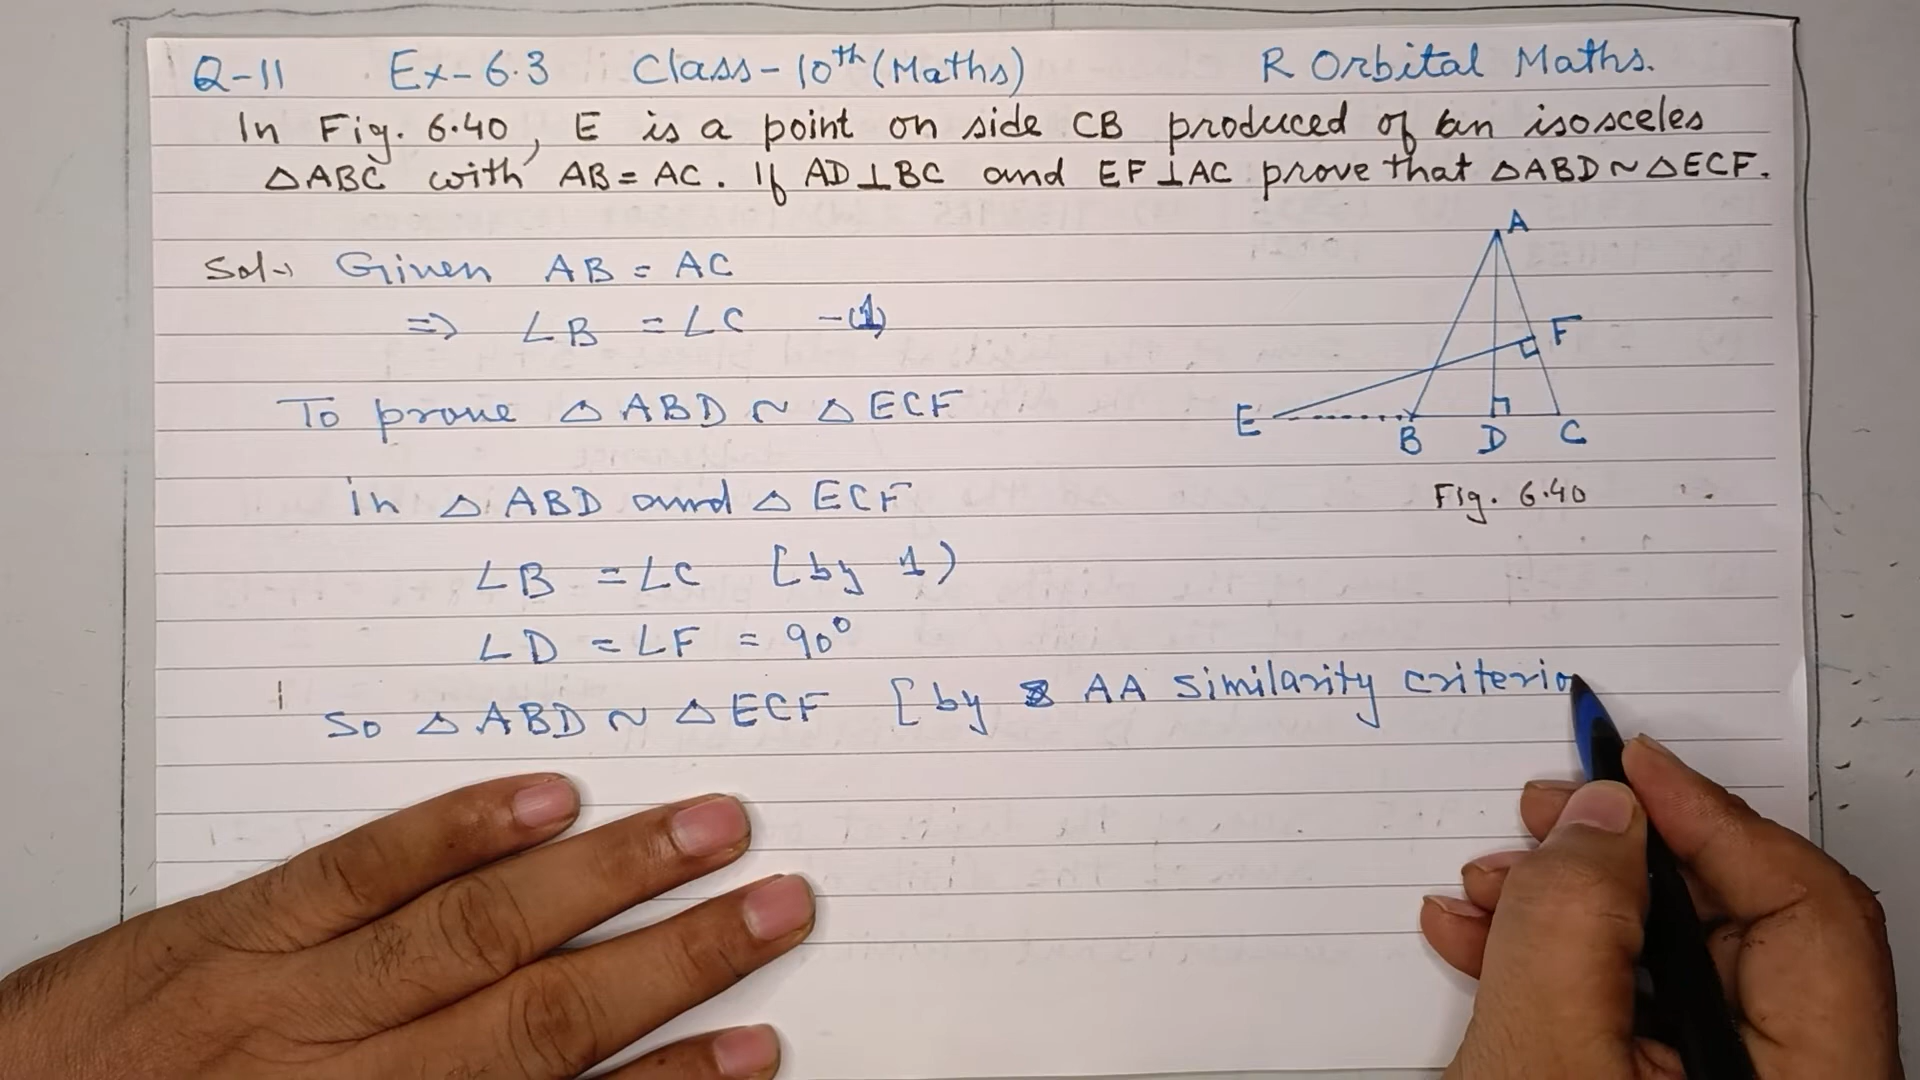 Q-11 Ex-6.3 Class-10th (Maths) R Orbital Maths.
In Fig. 6.40, E is a point on side CB produced of an isosceles
△ABC with AB = AC. If AD⊥BC and EF⊥AC prove that △ABD ~ △ECF.
Sol→ Given AB = AC
⇒ ∠B = ∠C -(1)
To prove △ABD ~ △ECF
in △ABD and △ECF
∠B = ∠C [by 1)
∠D = ∠F = 90°
So △ABD ~ △ECF [by AA similarity criterio
A
F
E
B D C
Fig. 6.40